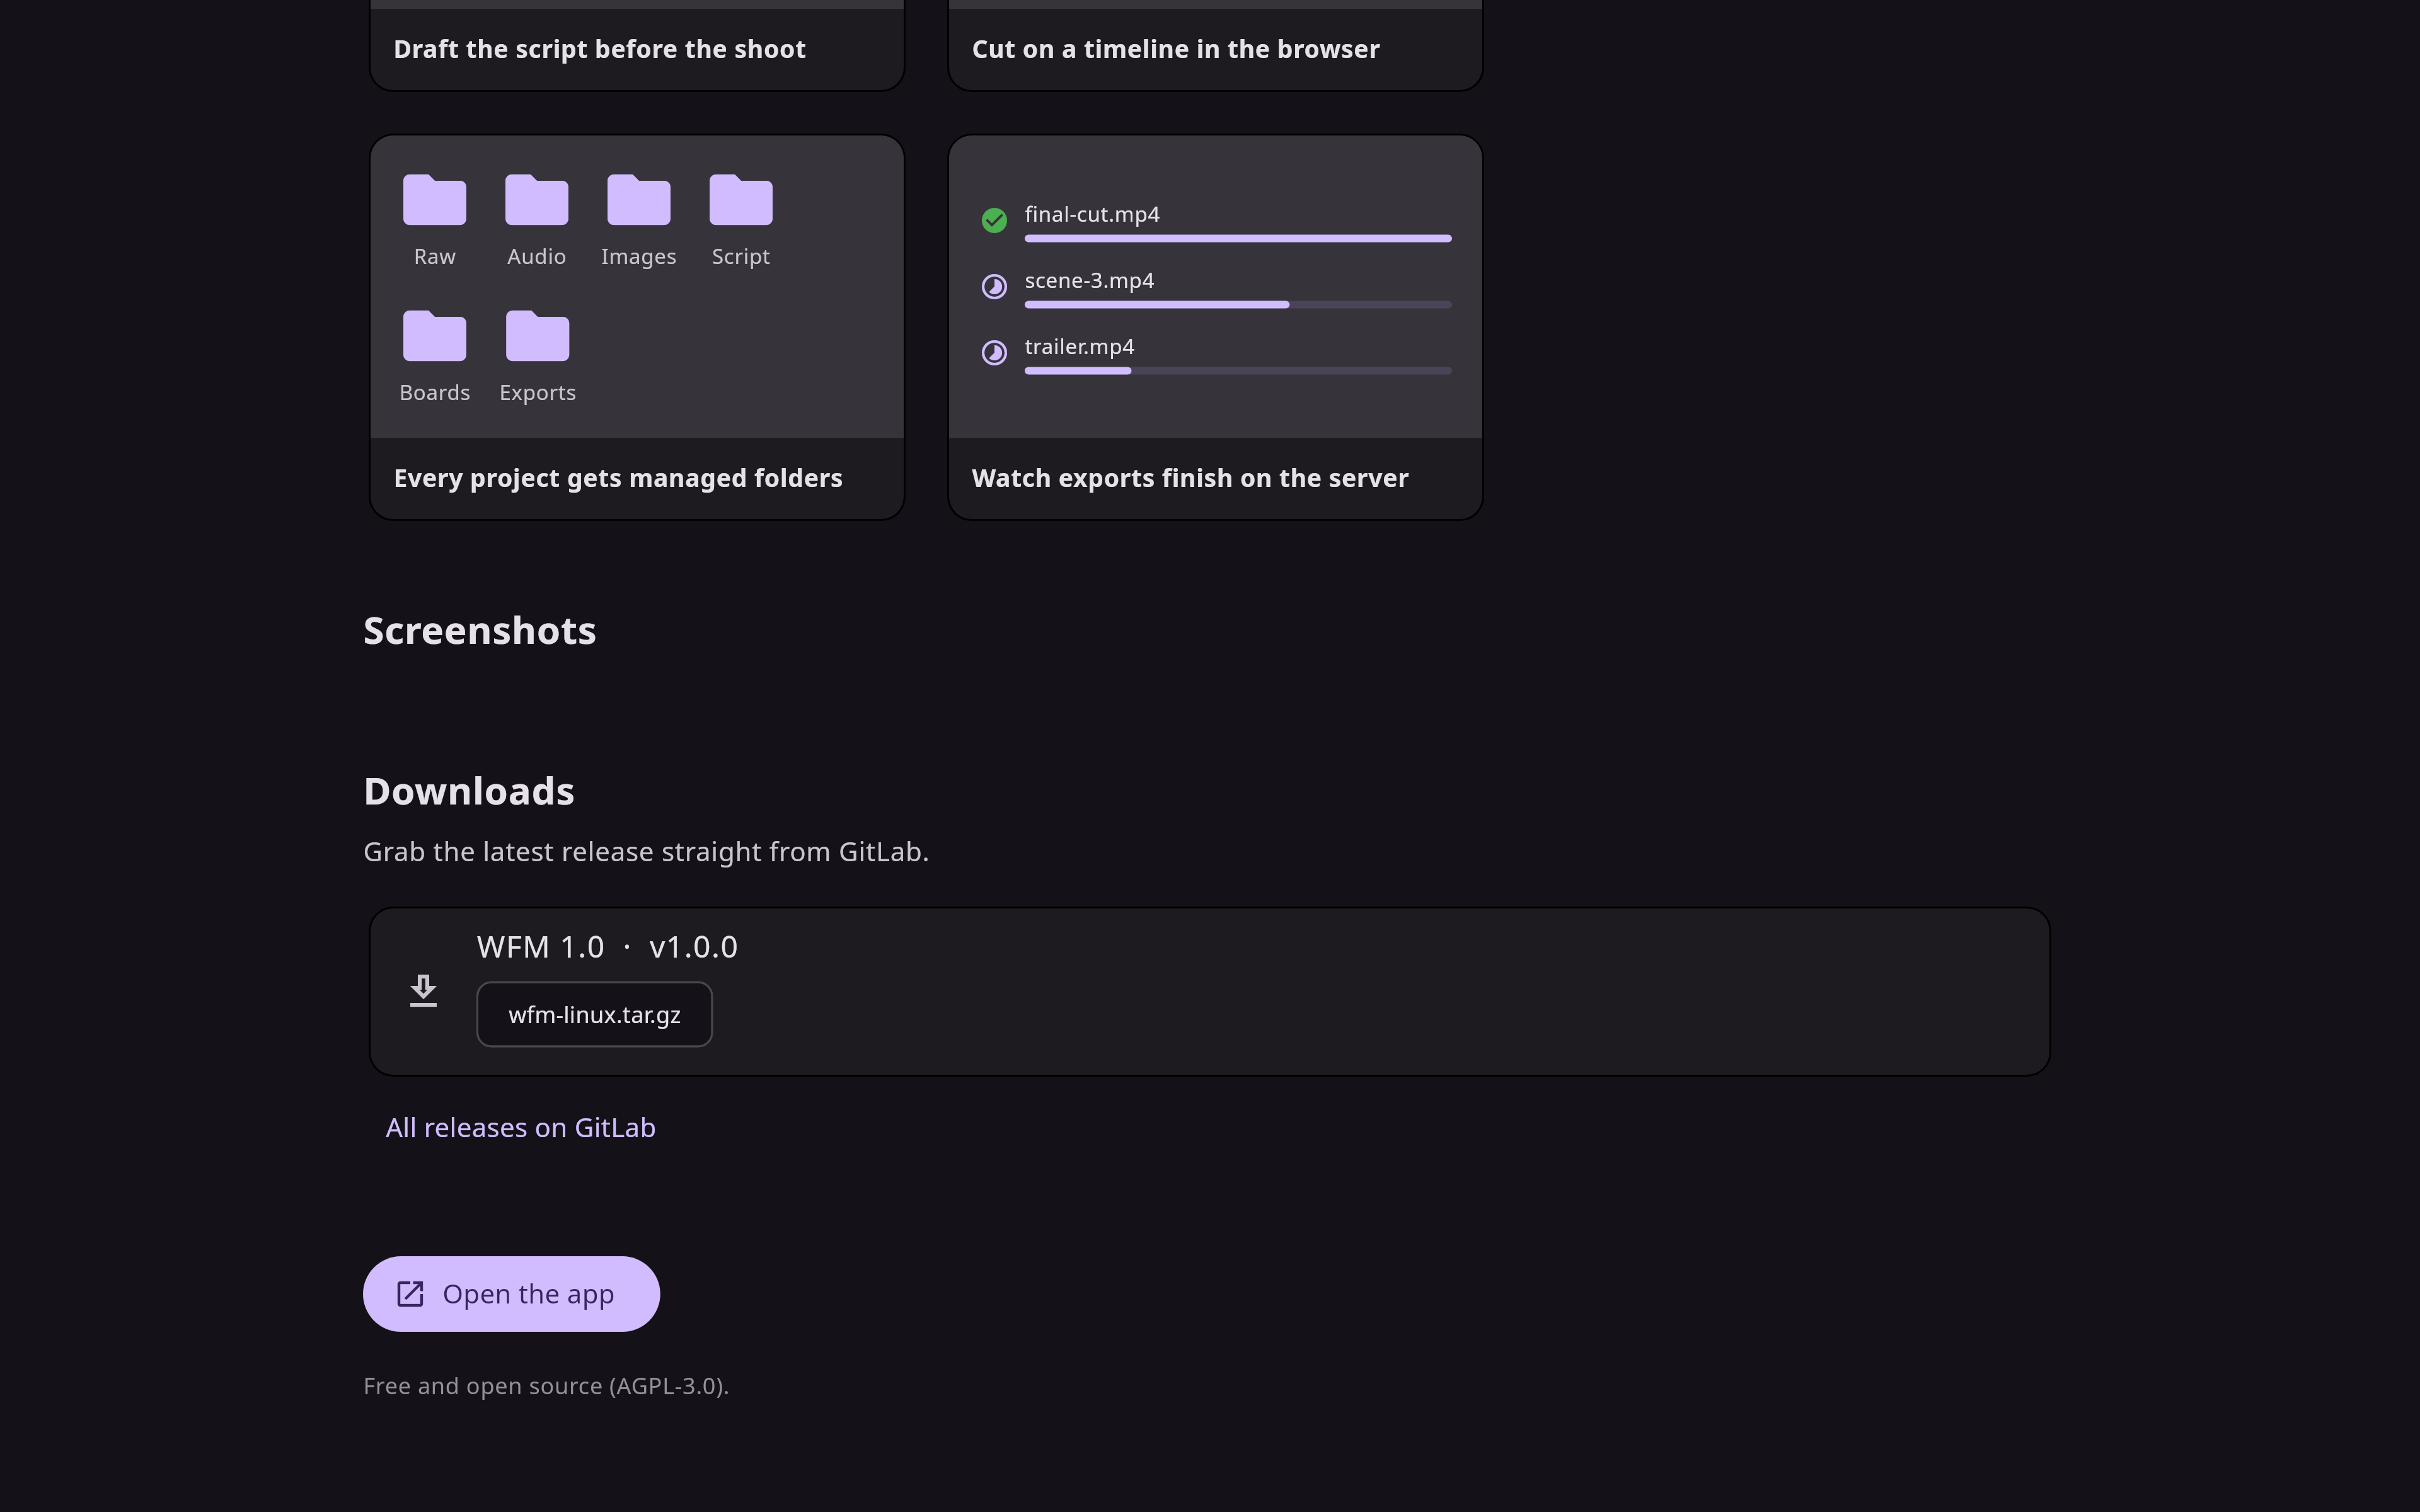 Draft the script before the shoot
Cut on a timeline in the browser
Raw
Audio
Images
Script
Boards
Exports
Every project gets managed folders
final-cut.mp4
scene-3.mp4
trailer.mp4
Watch exports finish on the server
Screenshots
Downloads
Grab the latest release straight from GitLab.
WFM 1.0 · v1.0.0
wfm-linux.tar.gz
All releases on GitLab
Open the app
Free and open source (AGPL-3.0).